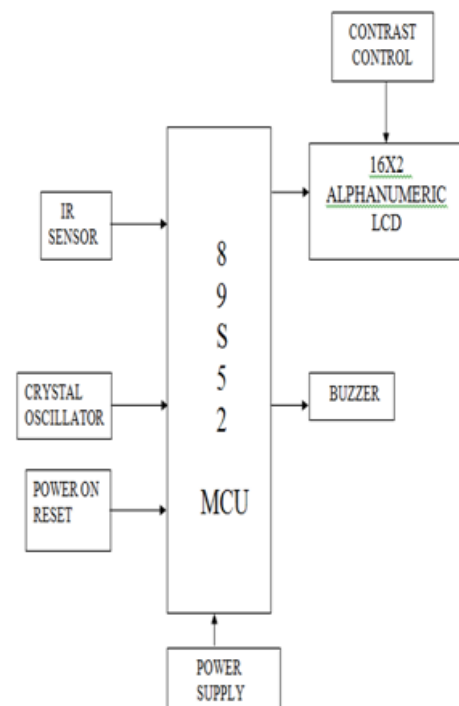 CONTRAST
CONTROL
16X2
ALPHANUMERIC
LCD
IR
SENSOR
8
9
S
5
2
MCU
CRYSTAL
OSCILLATOR
BUZZER
POWER ON
RESET
POWER
SUPPLY